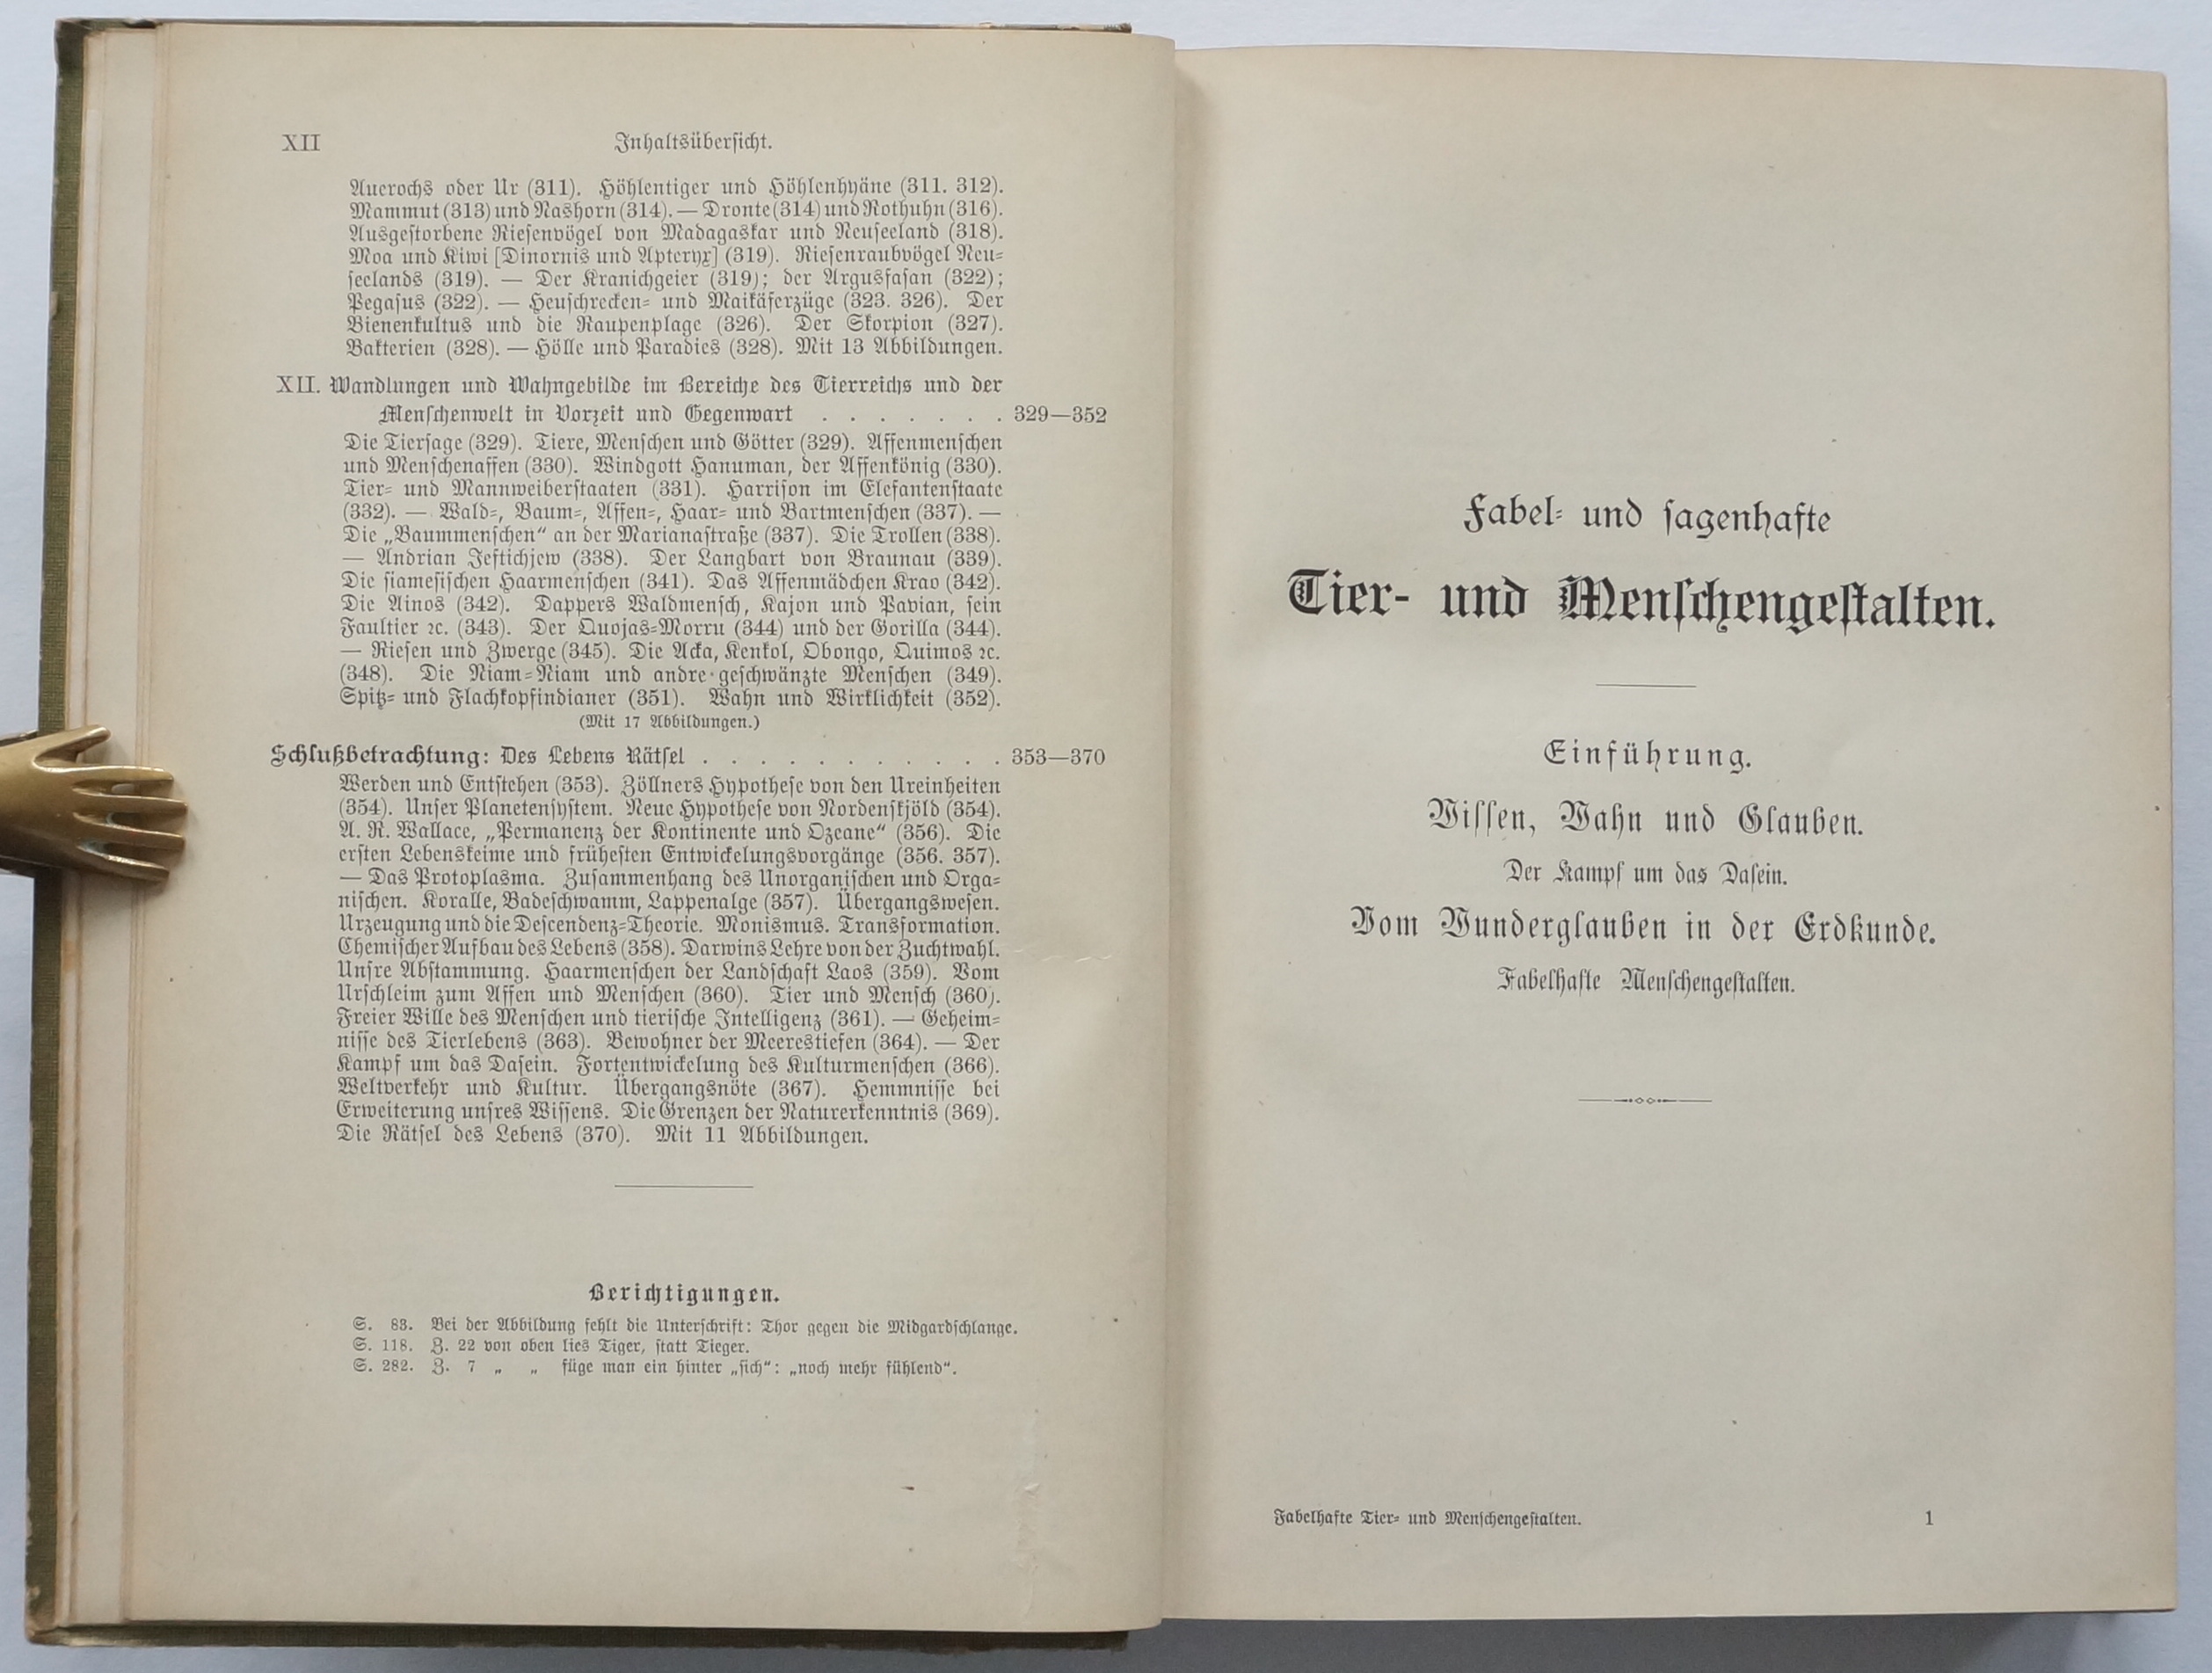 XII Inhaltsüberſicht.
Auerochs oder Ur (311). Höhlentiger und Höhlenhyäne (311. 312).
Mammut (313) und Nashorn (314). — Dronte (314) und Rothuhn (316).
Ausgeſtorbene Rieſenvögel von Madagaskar und Neuſeeland (318).
Moa und Kiwi [Dinornis und Apteryx] (319). Rieſenraubvögel Neu-
ſeelands (319). — Der Kranichgeier (319); der Argusfaſan (322);
Pegaſus (322). — Heuſchrecken- und Maikäferzüge (323. 326). Der
Bienenkultus und die Raupenplage (326). Der Skorpion (327).
Bakterien (328). — Hölle und Paradies (328). Mit 13 Abbildungen.
XII. Wandlungen und Wahngebilde im Bereiche des Tierreichs und der
Menſchenwelt in Vorzeit und Gegenwart . . . . . . . 329—352
Die Tierſage (329). Tiere, Menſchen und Götter (329). Affenmenſchen
und Menſchenaffen (330). Windgott Hanuman, der Affenkönig (330).
Tier- und Mannweiberſtaaten (331). Harriſon im Elefantenſtaate
(332). — Wald-, Baum-, Affen-, Haar- und Bartmenſchen (337). —
Die „Baummenſchen“ an der Marianaſtraße (337). Die Trollen (338).
— Andrian Jeftichjew (338). Der Langbart von Braunau (339).
Die ſiameſiſchen Haarmenſchen (341). Das Affenmädchen Krao (342).
Die Ainos (342). Dappers Waldmenſch, Kajon und Pavian, ſein
Faultier ꝛc. (343). Der Quojas-Morru (344) und der Gorilla (344).
— Rieſen und Zwerge (345). Die Acka, Kenkol, Obongo, Quimos ꝛc.
(348). Die Niam-Niam und andre geſchwänzte Menſchen (349).
Spitz- und Flachkopfindianer (351). Wahn und Wirklichkeit (352).
(Mit 17 Abbildungen.)
Schlußbetrachtung: Des Lebens Rätſel . . . . . . . . . . . 353—370
Werden und Entſtehen (353). Zöllners Hypotheſe von den Ureinheiten
(354). Unſer Planetenſyſtem. Neue Hypotheſe von Nordenſkjöld (354).
A. R. Wallace, „Permanenz der Kontinente und Ozeane“ (356). Die
erſten Lebenskeime und früheſten Entwickelungsvorgänge (356. 357).
— Das Protoplasma. Zuſammenhang des Unorganiſchen und Orga-
niſchen. Koralle, Badeſchwamm, Lappenalge (357). Übergangsweſen.
Urzeugung und die Deſcendenz-Theorie. Monismus. Transformation.
Chemiſcher Aufbau des Lebens (358). Darwins Lehre von der Zuchtwahl.
Unſre Abſtammung. Haarmenſchen der Landſchaft Laos (359). Vom
Urſchleim zum Affen und Menſchen (360). Tier und Menſch (360).
Freier Wille des Menſchen und tieriſche Intelligenz (361). — Geheim-
niſſe des Tierlebens (363). Bewohner der Meerestiefen (364). — Der
Kampf um das Daſein. Fortentwickelung des Kulturmenſchen (366).
Weltverkehr und Kultur. Übergangsnöte (367). Hemmniſſe bei
Erweiterung unſres Wiſſens. Die Grenzen der Naturerkenntnis (369).
Die Rätſel des Lebens (370). Mit 11 Abbildungen.
Berichtigungen.
S. 83. Bei der Abbildung fehlt die Unterſchrift: Thor gegen die Midgardſchlange.
S. 118. Z. 22 von oben lies Tiger, ſtatt Tieger.
S. 282. Z. 7 „ „ füge man ein hinter „ſich“: „noch mehr fühlend“.
Fabel- und ſagenhafte
Tier- und Menſchengeſtalten.
Einführung.
Wiſſen, Wahn und Glauben.
Der Kampf um das Daſein.
Vom Wunderglauben in der Erdkunde.
Fabelhafte Menſchengeſtalten.
Fabelhafte Tier- und Menſchengeſtalten. 1